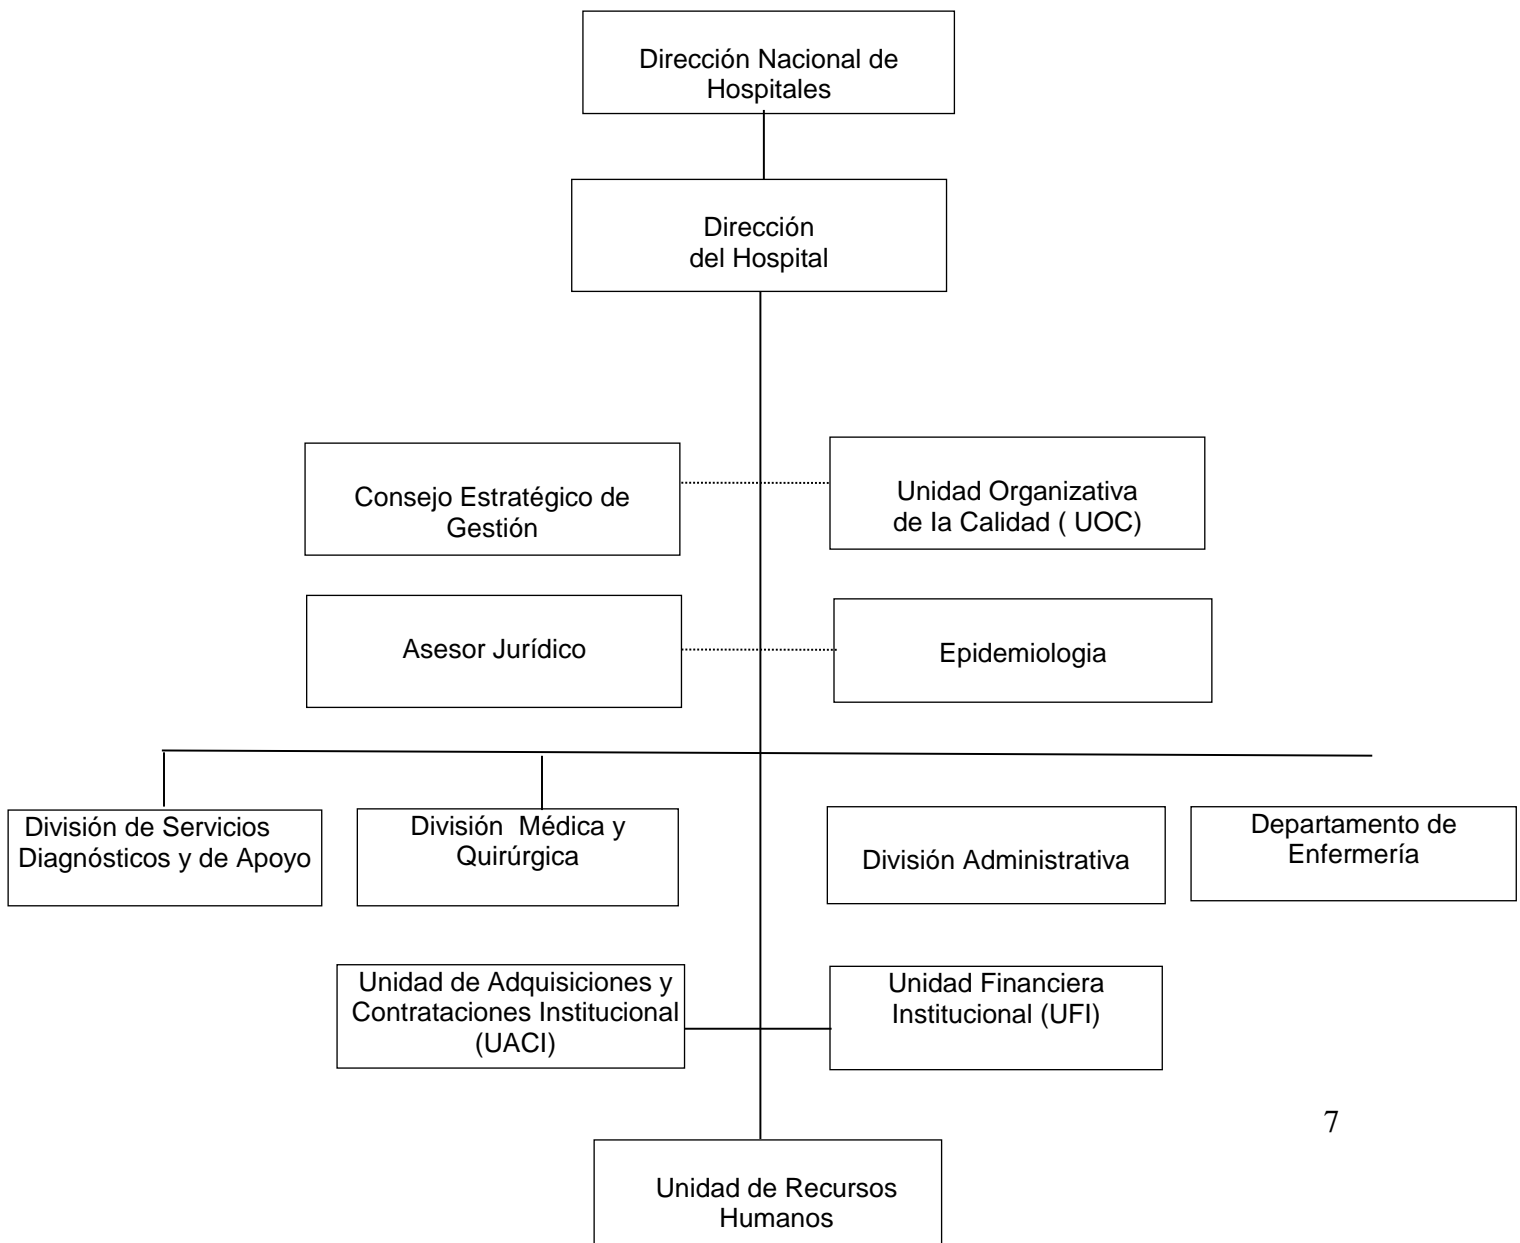 Dirección Nacional de
Hospitales
Dirección
del Hospital
Consejo Estratégico de
Gestión
Unidad Organizativa
de la Calidad ( UOC)
Asesor Jurídico
Epidemiologia
División de Servicios
Diagnósticos y de Apoyo
División  Médica y
Quirúrgica
División Administrativa
Departamento de
Enfermería
Unidad de Adquisiciones y
Contrataciones Institucional
(UACI)
Unidad Financiera
Institucional (UFI)
7
Unidad de Recursos
Humanos